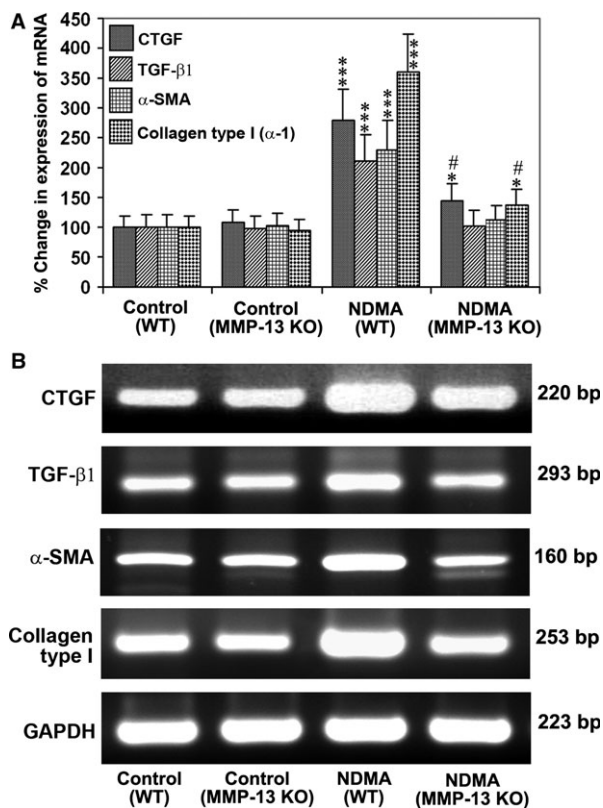 A
% Change in expression of mRNA
450
400
350
300
250
200
150
100
50
0
CTGF
TGF-β1
α-SMA
Collagen type I (α-1)
***
***
***
***
#
*
#
*
Control
(WT)
Control
(MMP-13 KO)
NDMA
(WT)
NDMA
(MMP-13 KO)
B
CTGF
220 bp
TGF-β1
293 bp
α-SMA
160 bp
Collagen
type I
253 bp
GAPDH
223 bp
Control
(WT)
Control
(MMP-13 KO)
NDMA
(WT)
NDMA
(MMP-13 KO)